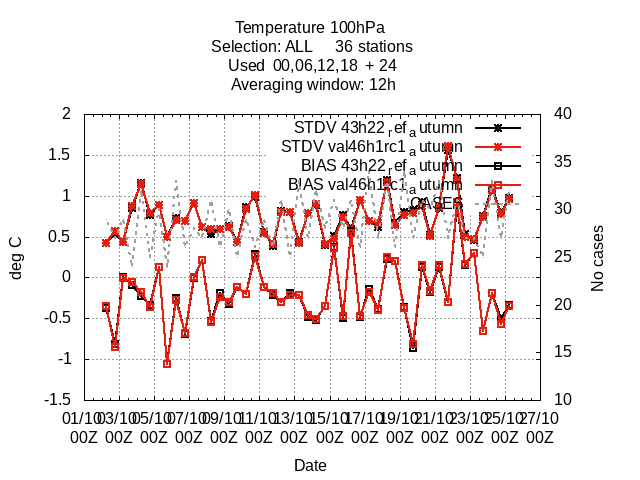 Temperature 100hPa
Selection: ALL 36 stations
Used 00,06,12,18 + 24
Averaging window: 12h
STDV 43h22refautumn
STDV val46h1rc1autumn
BIAS 43h22refautumn
BIAS val46h1rc1autumn
CASES
2
1.5
1
0.5
0
-0.5
-1
-1.5
deg C
40
35
30
25
20
15
10
No cases
01/10 03/10 05/10 07/10 09/10 11/10 13/10 15/10 17/10 19/10 21/10 23/10 25/10 27/10
00Z 00Z 00Z 00Z 00Z 00Z 00Z 00Z 00Z 00Z 00Z 00Z 00Z 00Z
Date